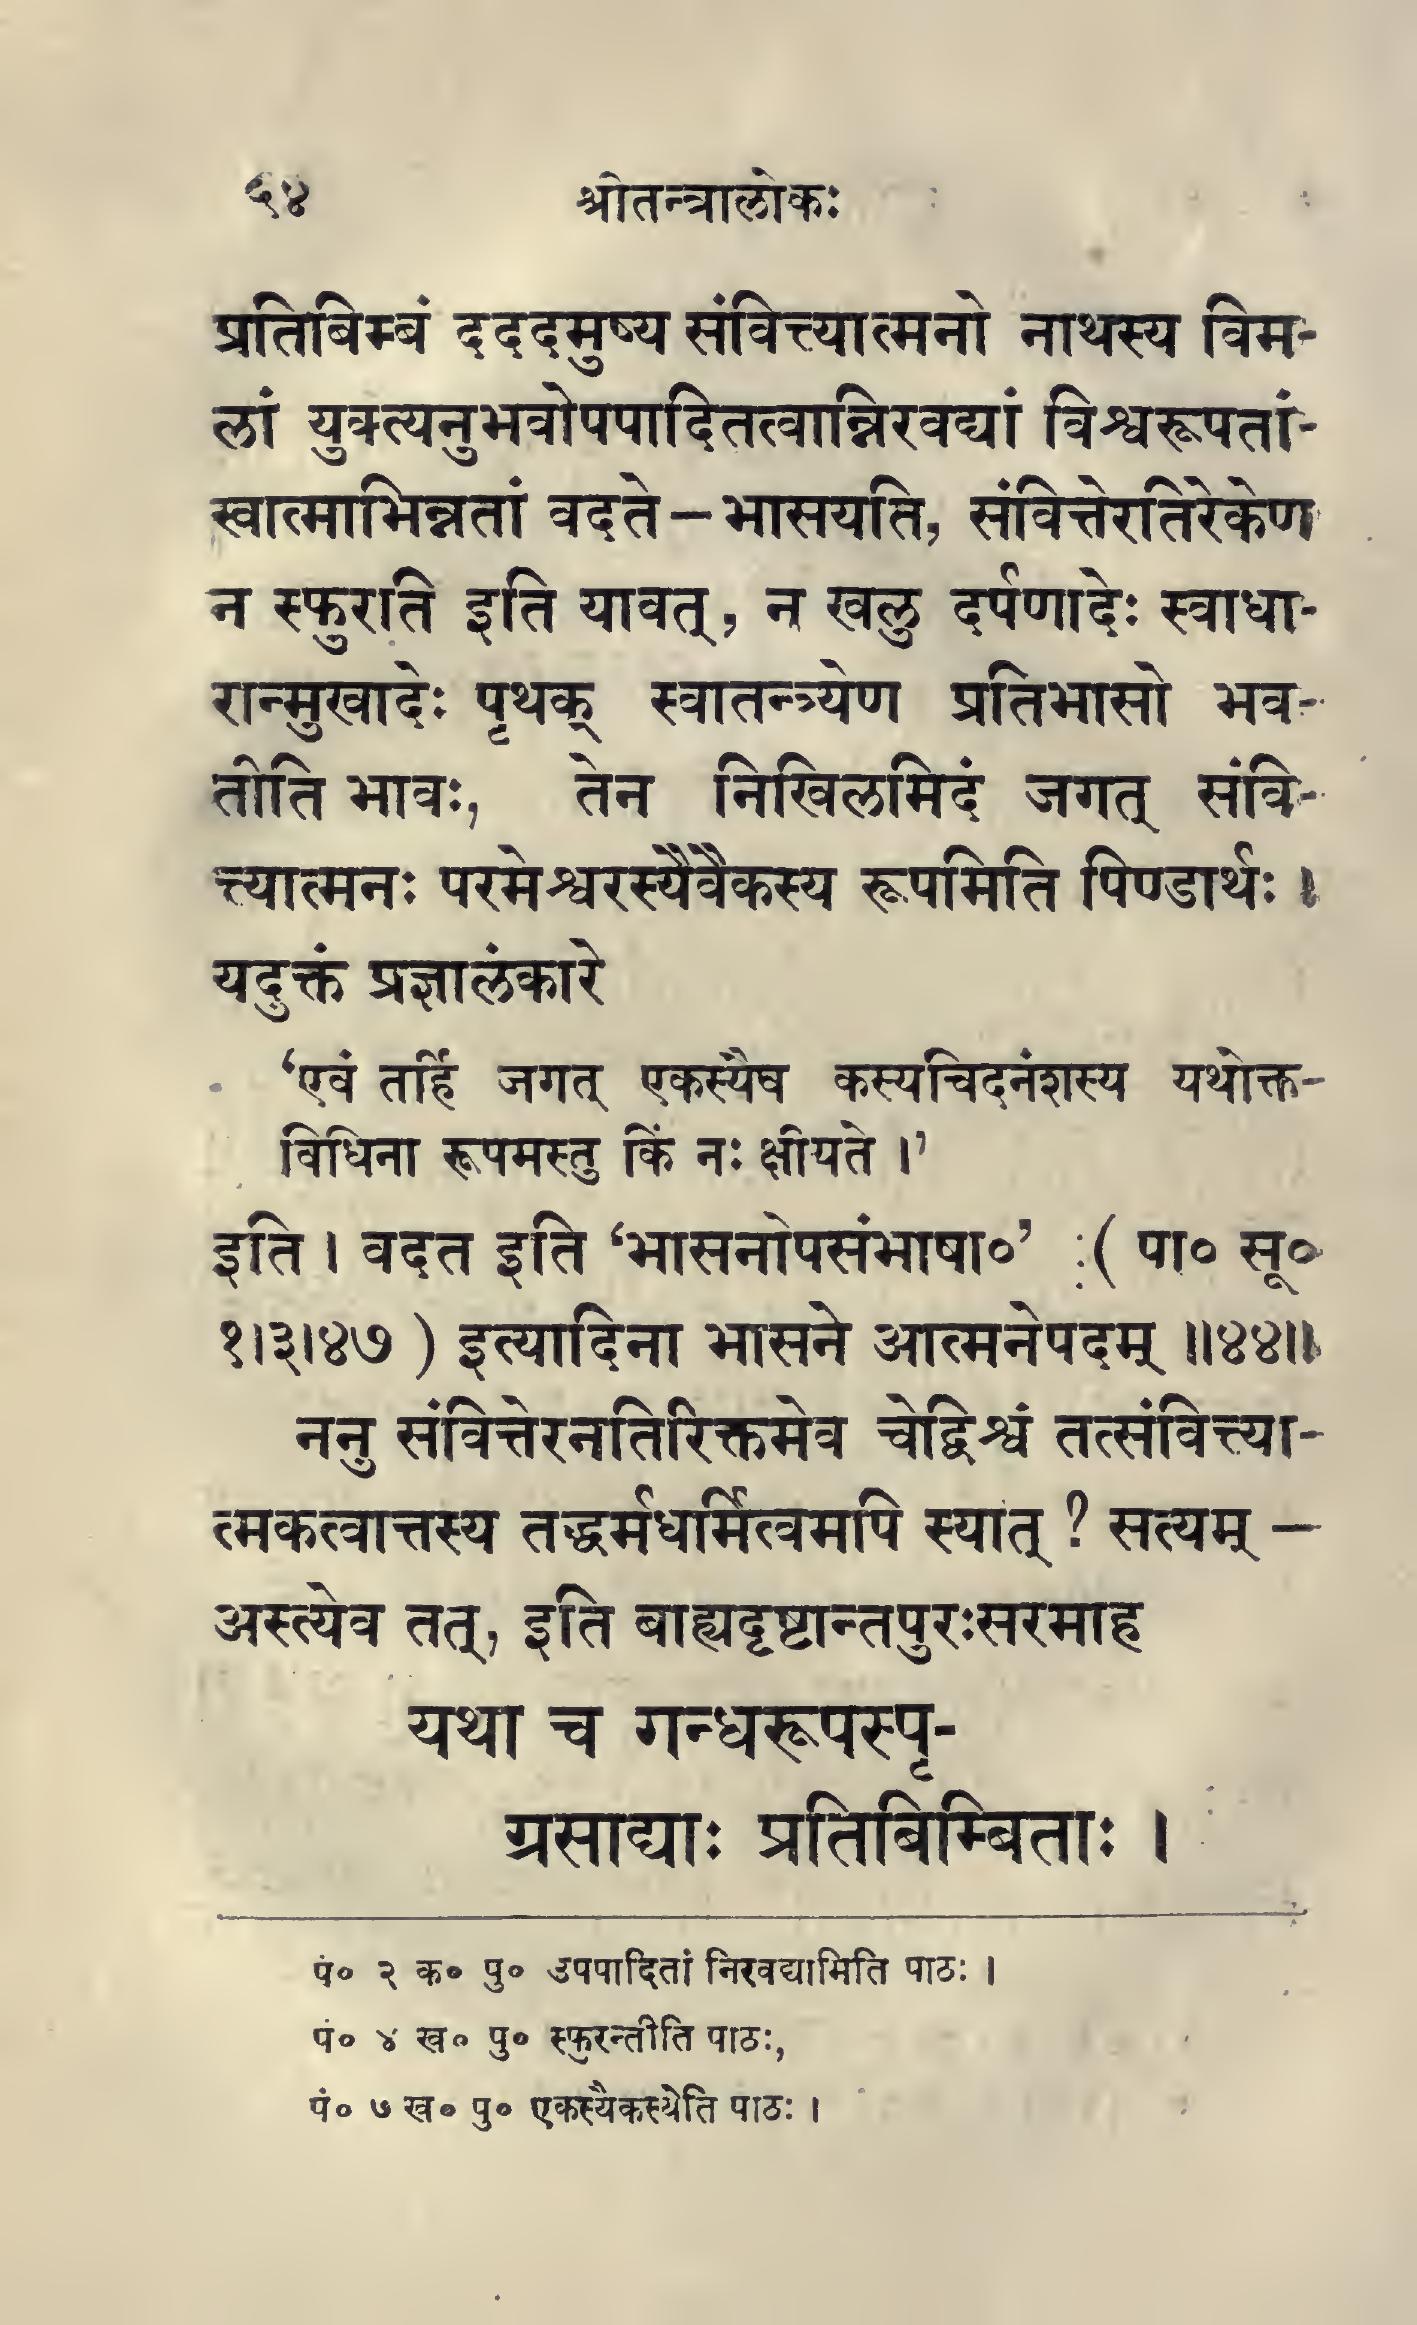 ५४ श्रीतन्त्रालोकः
प्रतिबिम्बं दददमुष्य संवित्त्यात्मनो नाथस्य विम-
लां युक्त्यनुभवोपपादितत्वान्निरवद्यां विश्वरूपतां-
स्वात्माभिन्नतां वदते — भासयति, संवित्तेरतिरेकेण
न स्फुरति इति यावत्, न खलु दर्पणादेः स्वाधा-
रान्मुखादेः पृथक् स्वातन्त्र्येण प्रतिभासो भव-
तीति भावः, तेन निखिलमिदं जगत् संवि-
त्त्यात्मनः परमेश्वरस्यैवैकस्य रूपमिति पिण्डार्थः ।
यदुक्तं प्रज्ञालंकारे
‘एवं तर्हि जगत् एकस्यैव कस्यचिदनंशस्य यथोक्त-
विधिना रूपमस्तु किं नः क्षीयते ।’
इति । वदत इति ‘भासनोपसंभाषा०’ ( पा० सू०
१।३।४७ ) इत्यादिना भासने आत्मनेपदम् ॥४४॥
ननु संवित्तेरनतिरिक्तमेव चेद्विश्वं तत्संवित्त्या-
त्मकत्वात्तस्य तद्धर्मधर्मित्वमपि स्यात् ? सत्यम् —
अस्त्येव तत्, इति बाह्यदृष्टान्तपुरःसरमाह
यथा च गन्धरूपस्पृ-
ग्रसाद्याः प्रतिबिम्बिताः ।
पं० २ क० पु० उपपादितां निरवद्यामिति पाठः ।
पं० ४ ख० पु० स्फुरन्तीति पाठः,
पं० ७ ख० पु० एकस्यैकस्येति पाठः ।